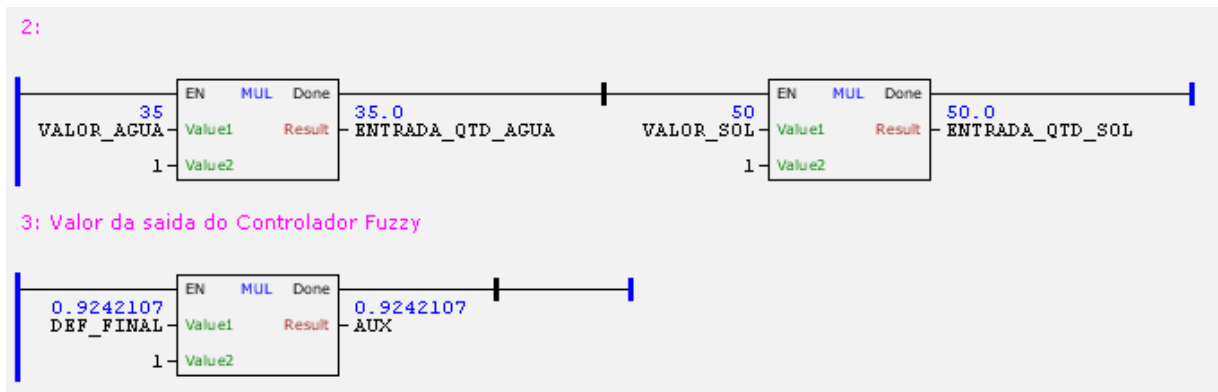 2:
EN MUL Done EN MUL Done
35 35.0 50 50.0
VALOR_AGUA Value1 Result ENTRADA_QTD_AGUA VALOR_SOL Value1 Result ENTRADA_QTD_SOL
1 Value2 1 Value2
3: Valor da saida do Controlador Fuzzy
EN MUL Done
0.9242107 0.9242107
DEF_FINAL Value1 Result AUX
1 Value2